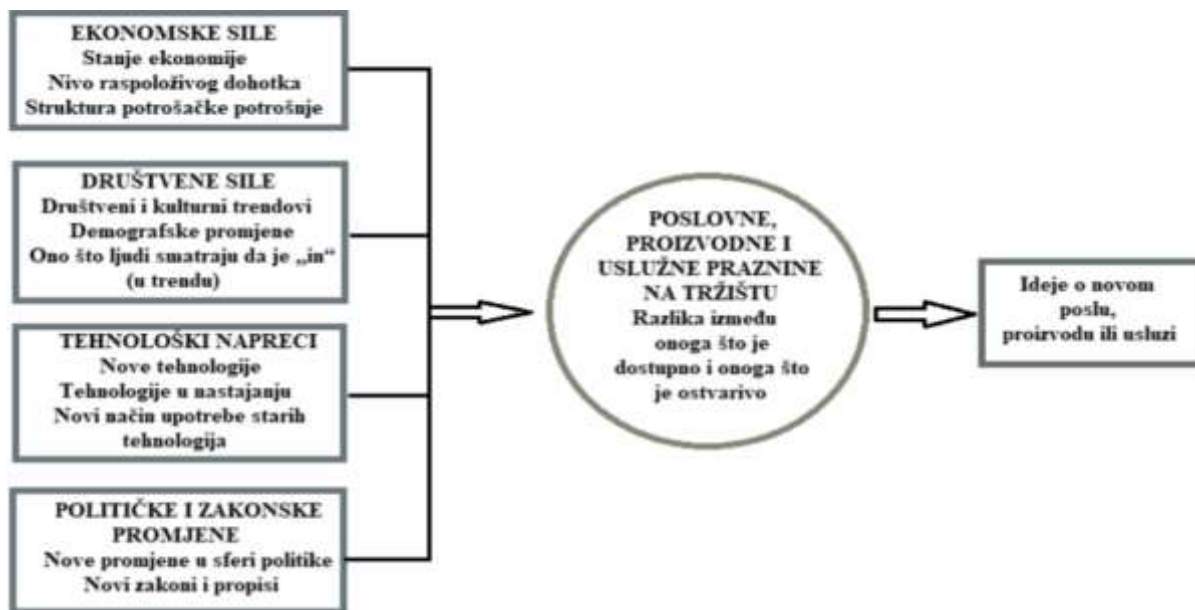 EKONOMSKE SILE
Stanje ekonomije
Nivo raspoloživog dohotka
Struktura potrošačke potrošnje
DRUŠTVENE SILE
Društveni i kulturni trendovi
Demografske promjene
Ono što ljudi smatraju da je „in“
(u trendu)
TEHNOLOŠKI NAPRECI
Nove tehnologije
Tehnologije u nastajanju
Novi način upotrebe starih
tehnologija
POLITIČKE I ZAKONSKE
PROMJENE
Nove promjene u sferi politike
Novi zakoni i propisi
POSLOVNE,
PROIZVODNE I
USLUŽNE PRAZNINE
NA TRŽIŠTU
Razlika između
onoga što je
dostupno i onoga što
je ostvarivo
Ideje o novom
poslu,
proizvodu ili usluzi